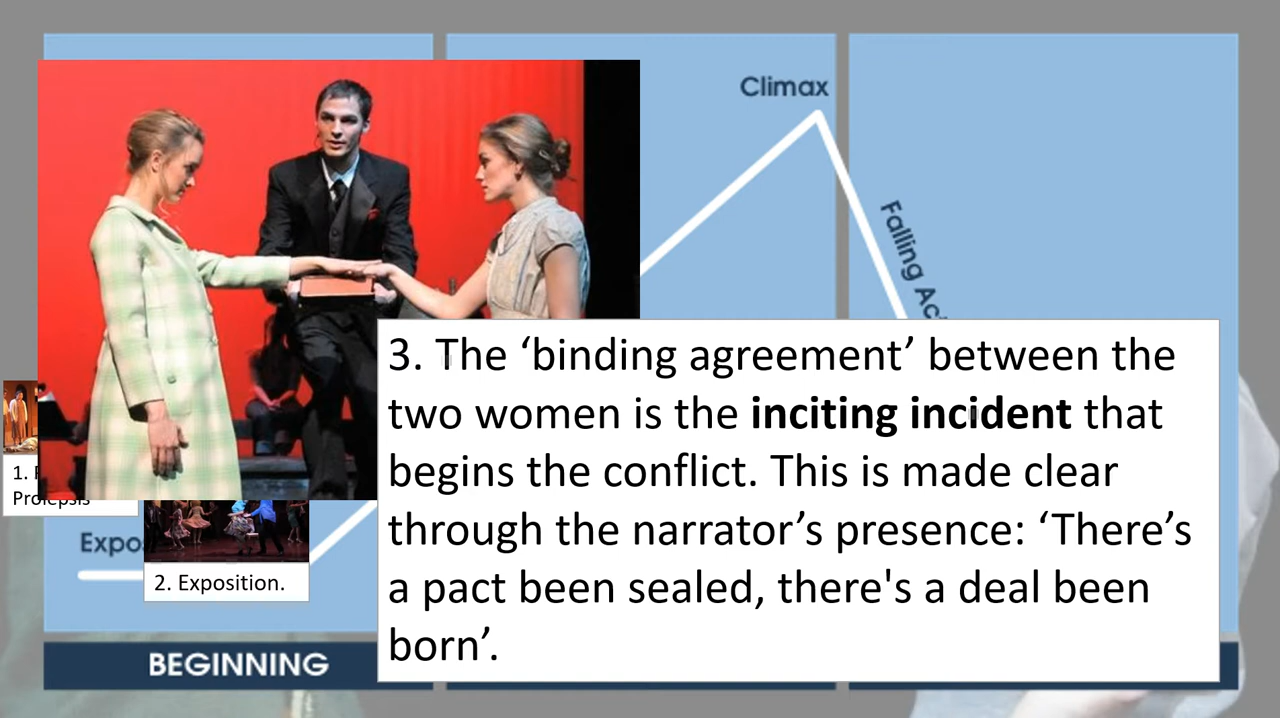 Climax
Falling
3. The ‘binding agreement’ between the
two women is the inciting incident that
begins the conflict. This is made clear
through the narrator’s presence: ‘There’s
a pact been sealed, there's a deal been
born’.
1.
Prolepsis
2. Exposition.
BEGINNING